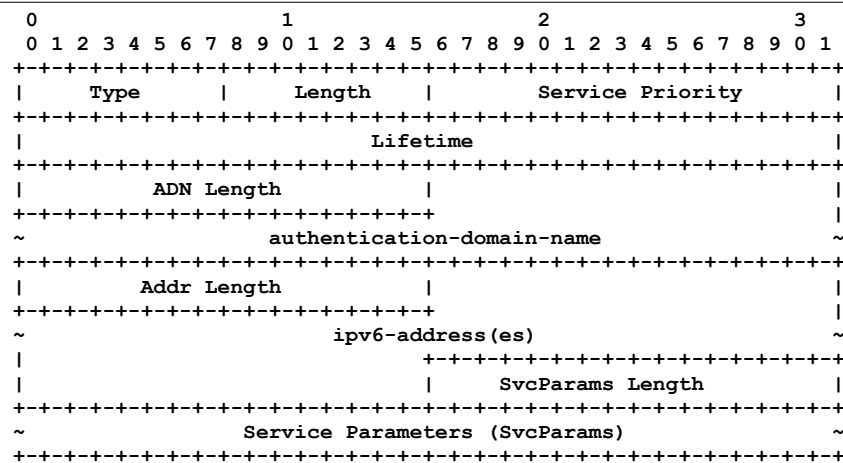 0                   1                   2                   3
 0 1 2 3 4 5 6 7 8 9 0 1 2 3 4 5 6 7 8 9 0 1 2 3 4 5 6 7 8 9 0 1
+-+-+-+-+-+-+-+-+-+-+-+-+-+-+-+-+-+-+-+-+-+-+-+-+-+-+-+-+-+-+-+-+
|     Type      |     Length    |        Service Priority       |
+-+-+-+-+-+-+-+-+-+-+-+-+-+-+-+-+-+-+-+-+-+-+-+-+-+-+-+-+-+-+-+-+
|                           Lifetime                            |
+-+-+-+-+-+-+-+-+-+-+-+-+-+-+-+-+-+-+-+-+-+-+-+-+-+-+-+-+-+-+-+-+
|          ADN Length           |                               |
+-+-+-+-+-+-+-+-+-+-+-+-+-+-+-+-+                               |
~                   authentication-domain-name                  ~
+-+-+-+-+-+-+-+-+-+-+-+-+-+-+-+-+-+-+-+-+-+-+-+-+-+-+-+-+-+-+-+-+
|         Addr Length           |                               |
+-+-+-+-+-+-+-+-+-+-+-+-+-+-+-+-+                               |
~                        ipv6-address(es)                       ~
|                               +-+-+-+-+-+-+-+-+-+-+-+-+-+-+-+-+
|                               |     SvcParams Length          |
+-+-+-+-+-+-+-+-+-+-+-+-+-+-+-+-+-+-+-+-+-+-+-+-+-+-+-+-+-+-+-+-+
~                 Service Parameters (SvcParams)                ~
+-+-+-+-+-+-+-+-+-+-+-+-+-+-+-+-+-+-+-+-+-+-+-+-+-+-+-+-+-+-+-+-+